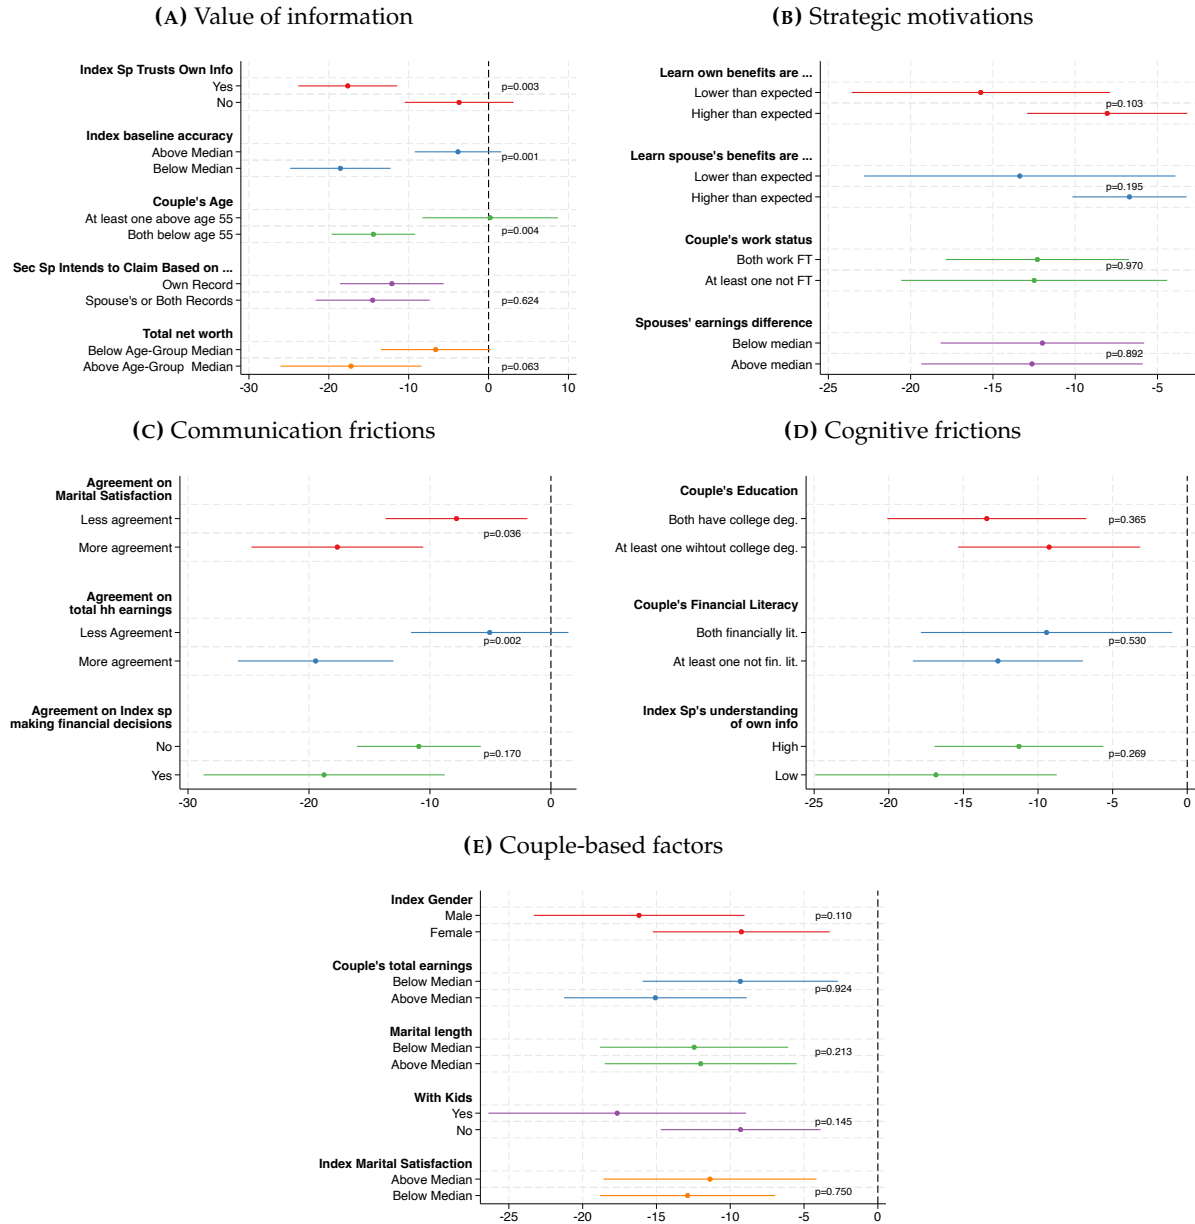 (A) Value of information
Index Sp Trusts Own Info
Yes
No
p=0.003
Index baseline accuracy
Above Median
Below Median
p=0.001
Couple's Age
At least one above age 55
Both below age 55
p=0.004
Sec Sp Intends to Claim Based on ...
Own Record
Spouse's or Both Records
p=0.624
Total net worth
Below Age-Group Median
Above Age-Group Median
p=0.063
-30 -20 -10 0 10
(B) Strategic motivations
Learn own benefits are ...
Lower than expected
Higher than expected
p=0.103
Learn spouse's benefits are ...
Lower than expected
Higher than expected
p=0.195
Couple's work status
Both work FT
At least one not FT
p=0.970
Spouses' earnings difference
Below median
Above median
p=0.892
-25 -20 -15 -10 -5
(C) Communication frictions
Agreement on
Marital Satisfaction
Less agreement
More agreement
p=0.036
Agreement on
total hh earnings
Less Agreement
More agreement
p=0.002
Agreement on Index sp
making financial decisions
No
Yes
p=0.170
-30 -20 -10 0
(D) Cognitive frictions
Couple's Education
Both have college deg.
At least one wihtout college deg.
p=0.365
Couple's Financial Literacy
Both financially lit.
At least one not fin. lit.
p=0.530
Index Sp's understanding
of own info
High
Low
p=0.269
-25 -20 -15 -10 -5 0
(E) Couple-based factors
Index Gender
Male
Female
p=0.110
Couple's total earnings
Below Median
Above Median
p=0.924
Marital length
Below Median
Above Median
p=0.213
With Kids
Yes
No
p=0.145
Index Marital Satisfaction
Above Median
Below Median
p=0.750
-25 -20 -15 -10 -5 0